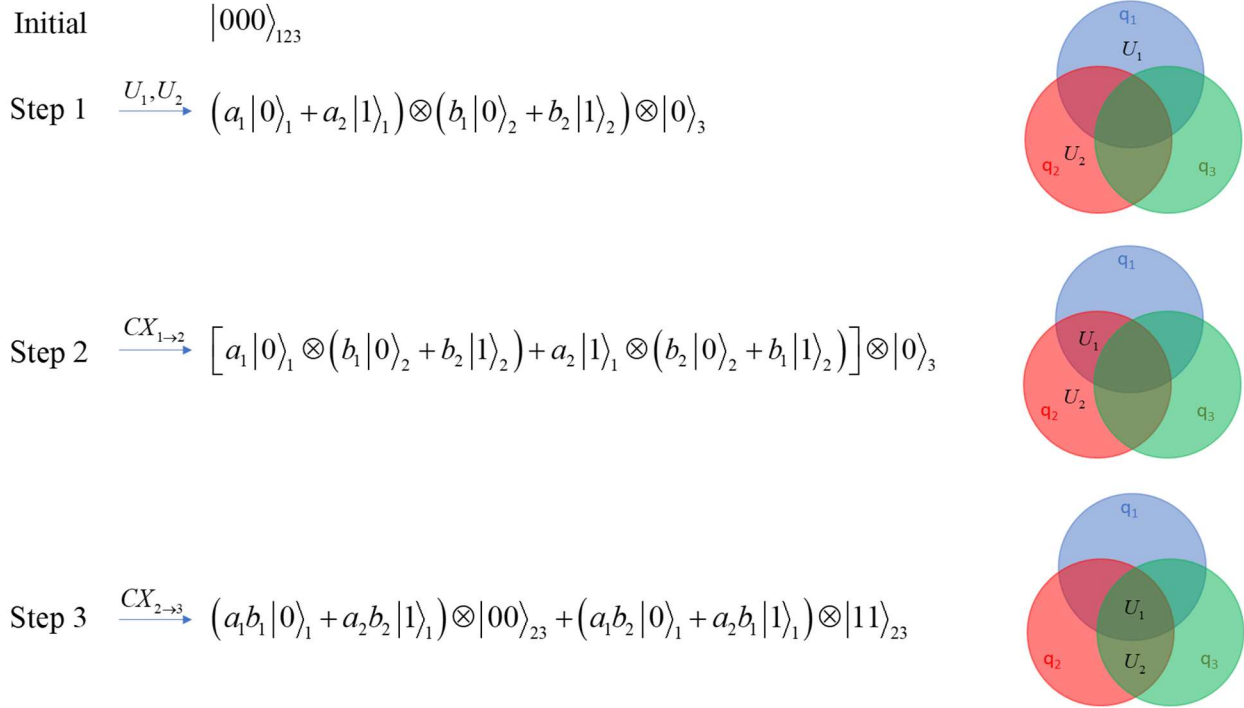 Initial |000⟩₁₂₃
q₁
U₁
Step 1 U₁,U₂ → (a₁|0⟩₁ + a₂|1⟩₁) ⊗ (b₁|0⟩₂ + b₂|1⟩₂) ⊗ |0⟩₃
q₂ U₂ q₃
q₁
Step 2 CX₁→₂ → [a₁|0⟩₁ ⊗ (b₁|0⟩₂ + b₂|1⟩₂) + a₂|1⟩₁ ⊗ (b₂|0⟩₂ + b₁|1⟩₂)] ⊗ |0⟩₃
U₁
q₂ U₂ q₃
q₁
Step 3 CX₂→₃ → (a₁b₁|0⟩₁ + a₂b₂|1⟩₁) ⊗ |00⟩₂₃ + (a₁b₂|0⟩₁ + a₂b₁|1⟩₁) ⊗ |11⟩₂₃
U₁
q₂ U₂ q₃